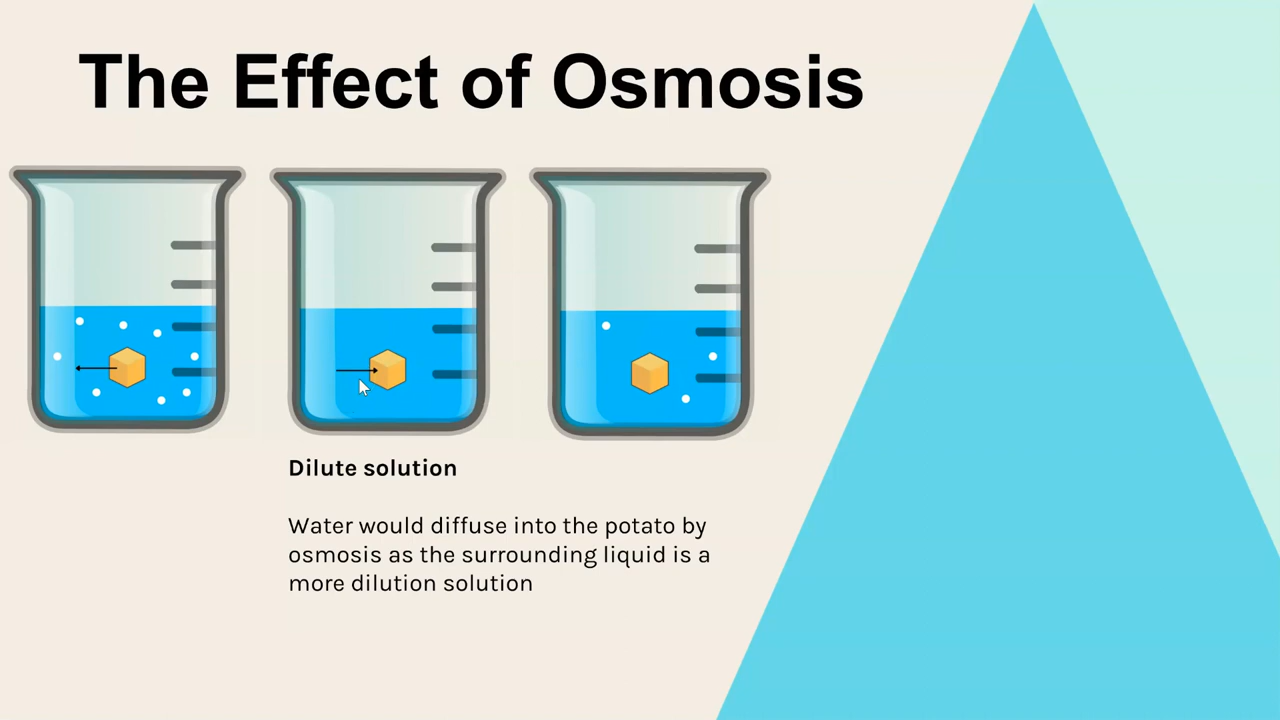 The Effect of Osmosis
Dilute solution
Water would diffuse into the potato by
osmosis as the surrounding liquid is a
more dilution solution